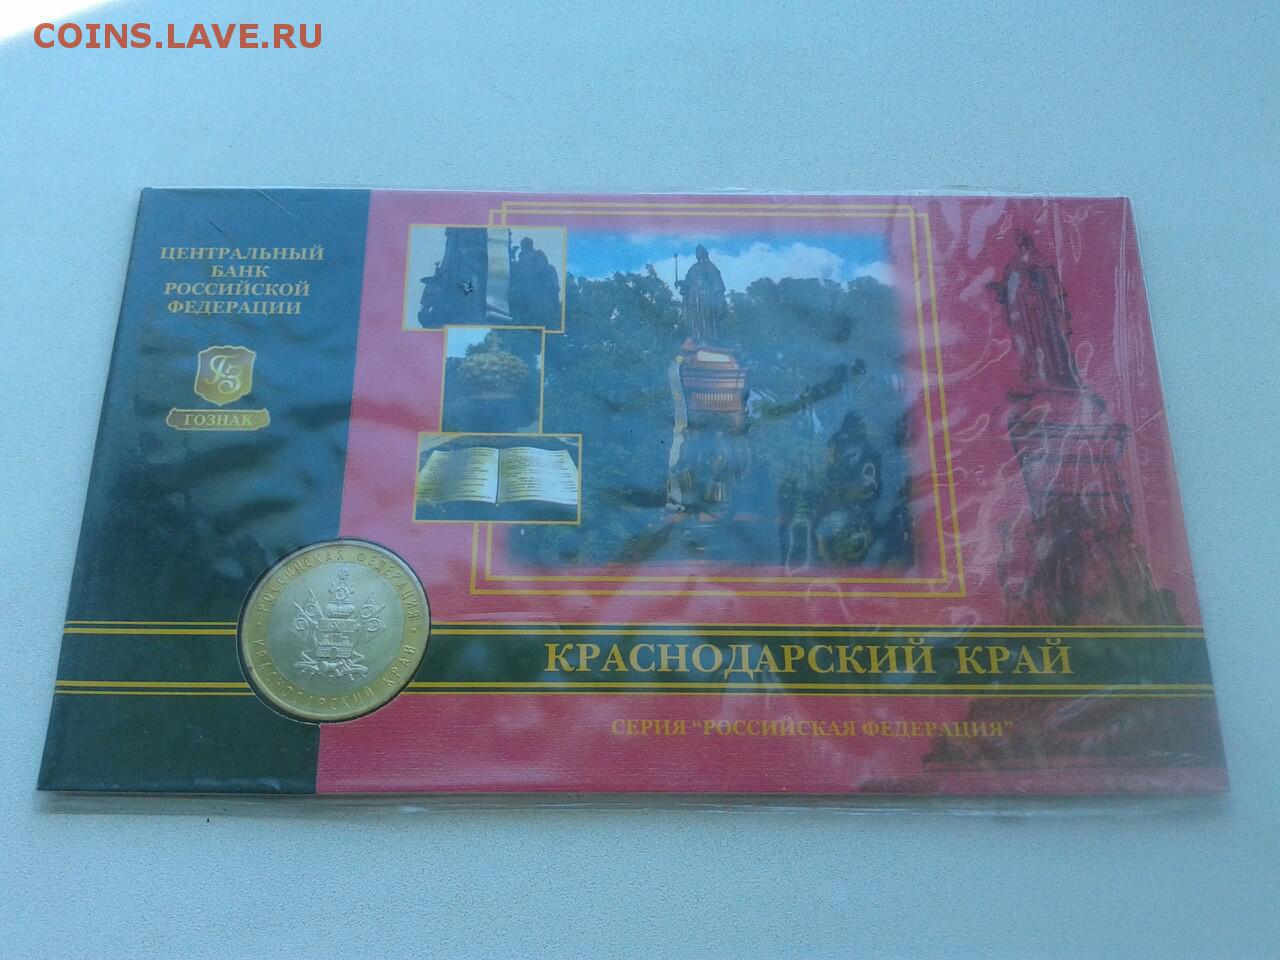 COINS.LAVE.RU
ЦЕНТРАЛЬНЫЙ
БАНК
РОССИЙСКОЙ
ФЕДЕРАЦИИ
ГОЗНАК
РОССИЙСКАЯ ФЕДЕРАЦИЯ
КРАСНОДАРСКИЙ КРАЙ
КРАСНОДАРСКИЙ КРАЙ
СЕРИЯ "РОССИЙСКАЯ ФЕДЕРАЦИЯ"